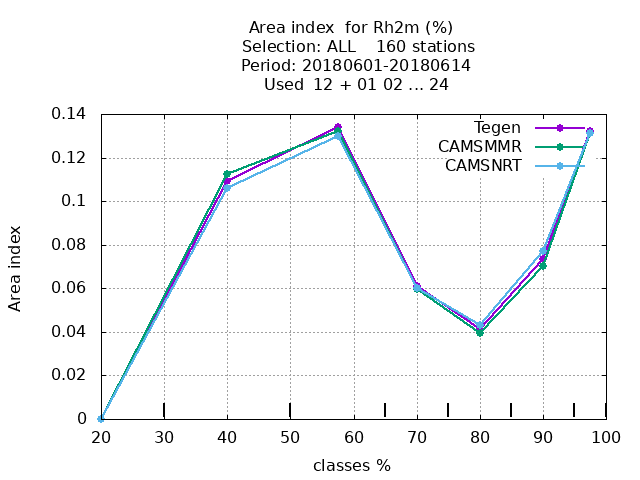 Area index  for Rh2m (%)
Selection: ALL    160 stations
Period: 20180601-20180614
Used  12 + 01 02 ... 24
0.14
0.12
0.1
0.08
0.06
0.04
0.02
0
Tegen
CAMSMMR
CAMSNRT
Area index
20 30 40 50 60 70 80 90 100
classes %